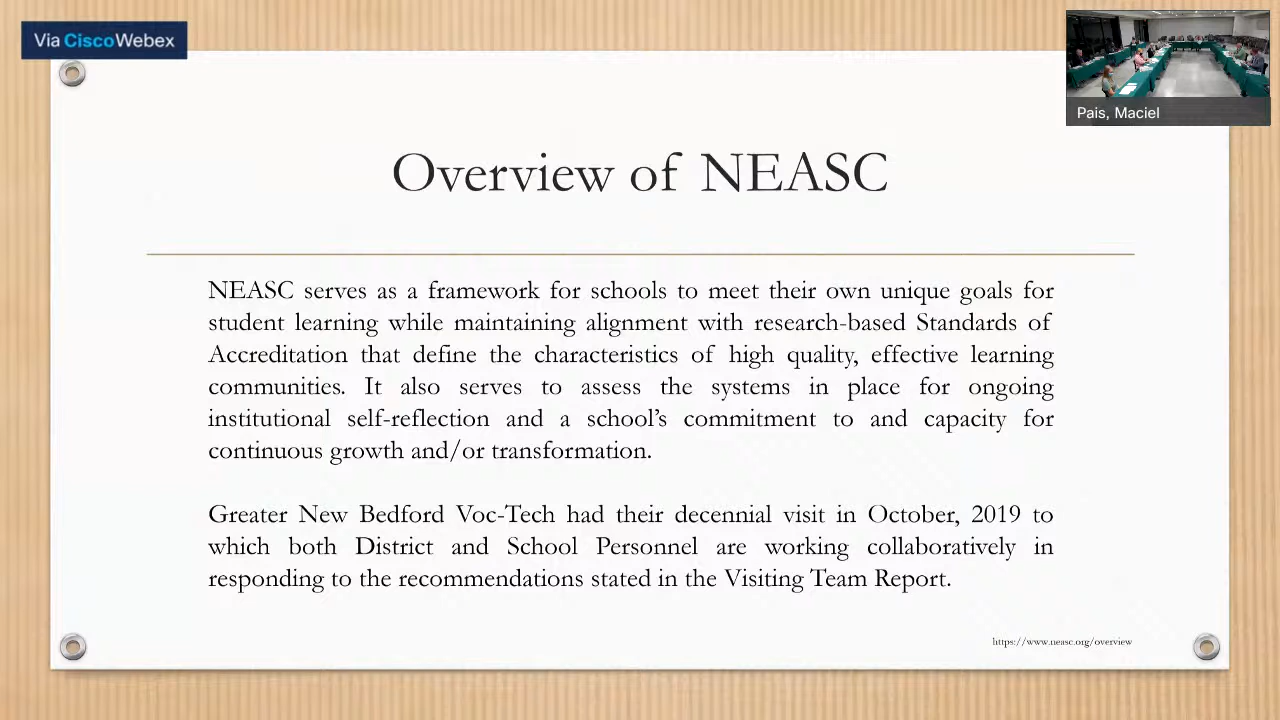 Via CiscoWebex
Pais, Maciel
Overview of NEASC
NEASC serves as a framework for schools to meet their own unique goals for
student learning while maintaining alignment with research-based Standards of
Accreditation that define the characteristics of high quality, effective learning
communities. It also serves to assess the systems in place for ongoing
institutional self-reflection and a school’s commitment to and capacity for
continuous growth and/or transformation.
Greater New Bedford Voc-Tech had their decennial visit in October, 2019 to
which both District and School Personnel are working collaboratively in
responding to the recommendations stated in the Visiting Team Report.
https://www.neasc.org/overview